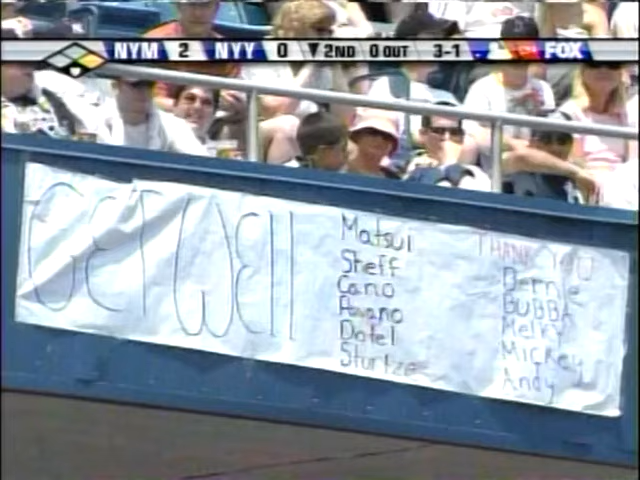 NYM 2 NYY 0 ▼2ND 0 OUT 3-1 FOX
GET WEll
Matsui
Sheff
Cano
Pavano
Dotel
Sturtze
THANK YOU
Bernie
BUBBA
Melky
Mickey
Andy